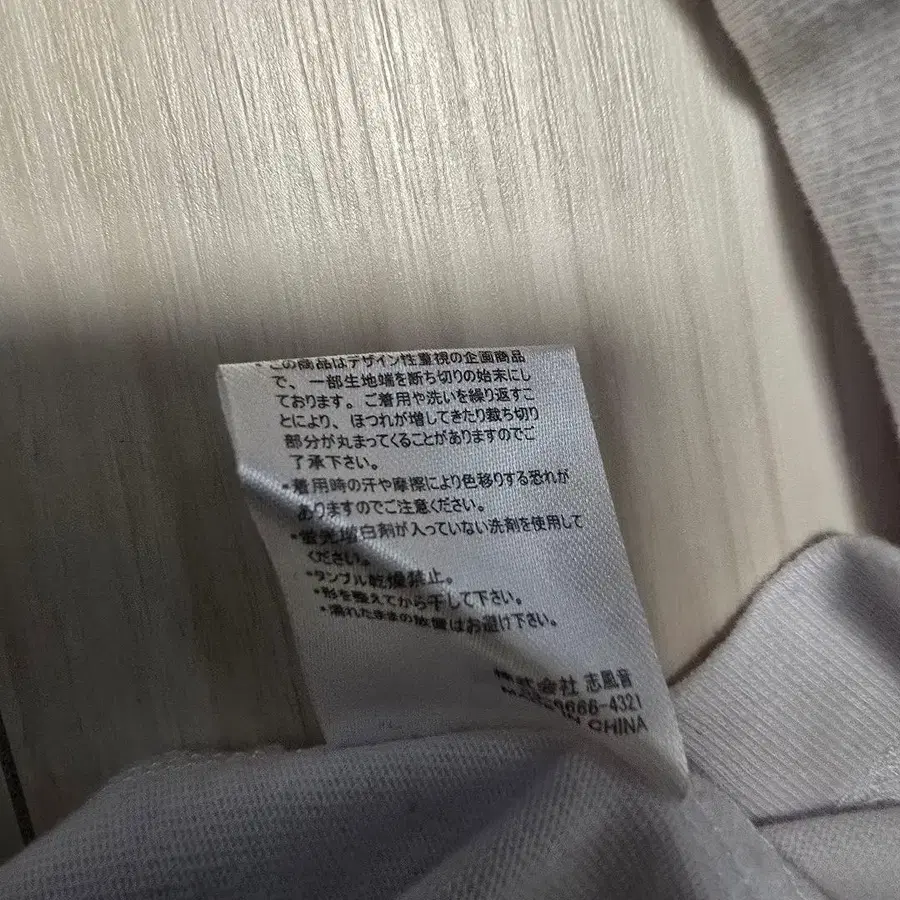 ・この商品はデザイン性重視の企画商品
で、一部生地端を断ち切りの始末にし
ております。ご着用や洗いを繰り返すこ
とにより、ほつれが増してきたり裁ち切り
部分が丸まってくることがありますのでご
了承下さい。
・着用時の汗や摩擦により色移りする恐れが
ありますのでご注意ください。
・蛍光増白剤が入っていない洗剤を使用して
ください。
・タンブル乾燥禁止。
・形を整えてから干して下さい。
・濡れたままの放置はお避け下さい。
株式会社 志風音
6666-4321
IN CHINA